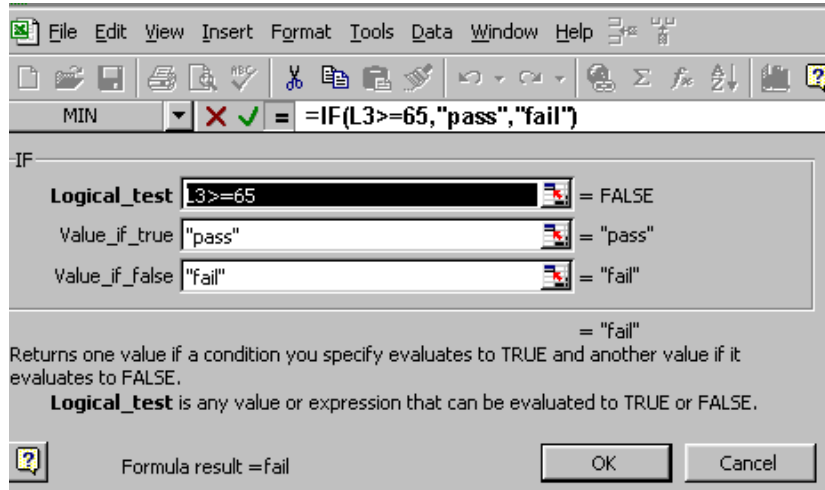 File Edit View Insert Format Tools Data Window Help
ABC Σ fx A Z ?
MIN = =IF(L3>=65,"pass","fail")
IF
Logical_test L3>=65 = FALSE
Value_if_true "pass" = "pass"
Value_if_false "fail" = "fail"
= "fail"
Returns one value if a condition you specify evaluates to TRUE and another value if it
evaluates to FALSE.
Logical_test is any value or expression that can be evaluated to TRUE or FALSE.
? Formula result =fail OK Cancel